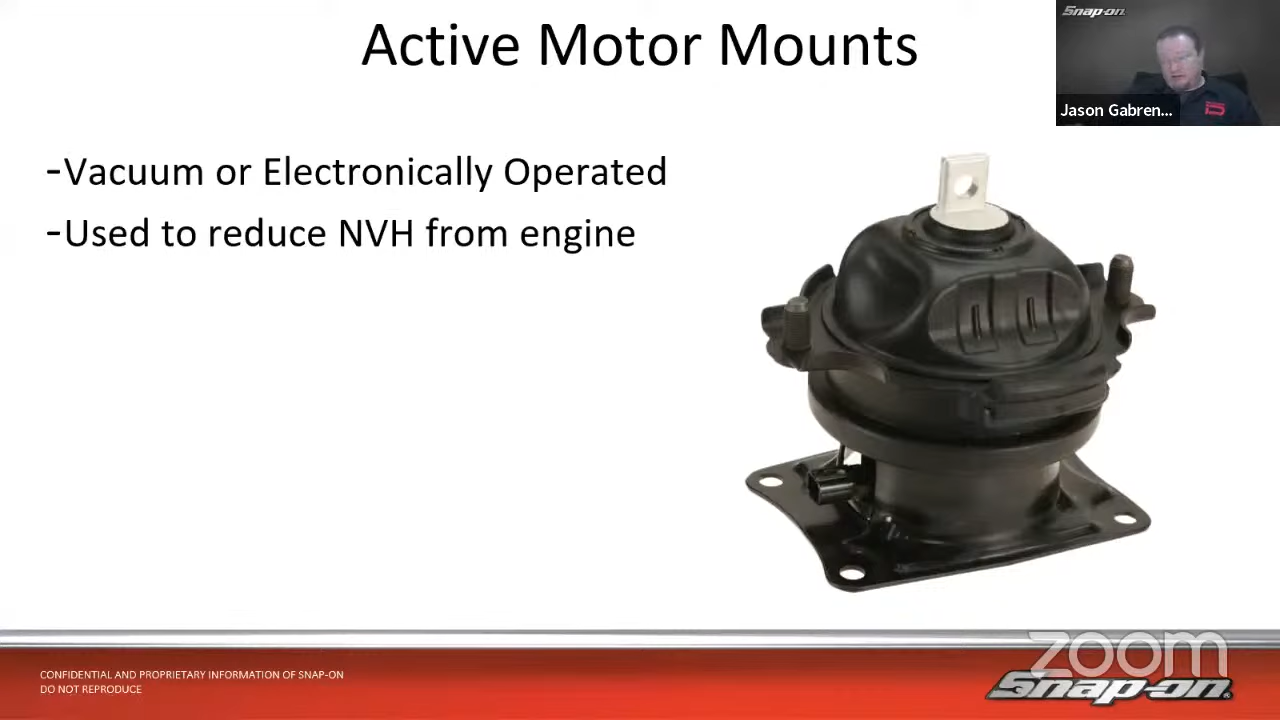 Active Motor Mounts
Snap-on
Jason Gabren...
-Vacuum or Electronically Operated
-Used to reduce NVH from engine
CONFIDENTIAL AND PROPRIETARY INFORMATION OF SNAP-ON
DO NOT REPRODUCE
zoom
Snap-on